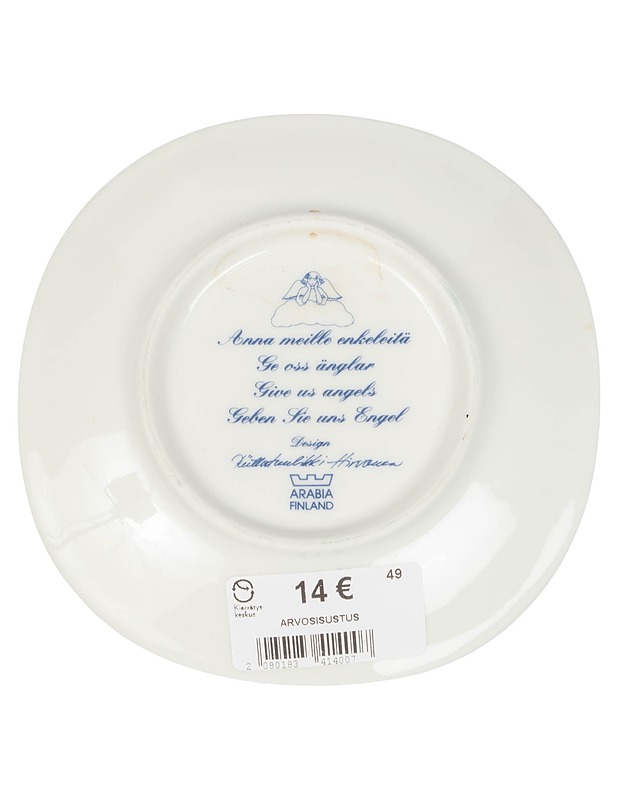 Anna meille enkeleitä
Ge oss änglar
Give us angels
Geben Sie uns Engel
Design
Hirvonen
ARABIA
FINLAND
14 €
49
Kierrätys-
keskus
ARVOSISUSTUS
2 080183 414007